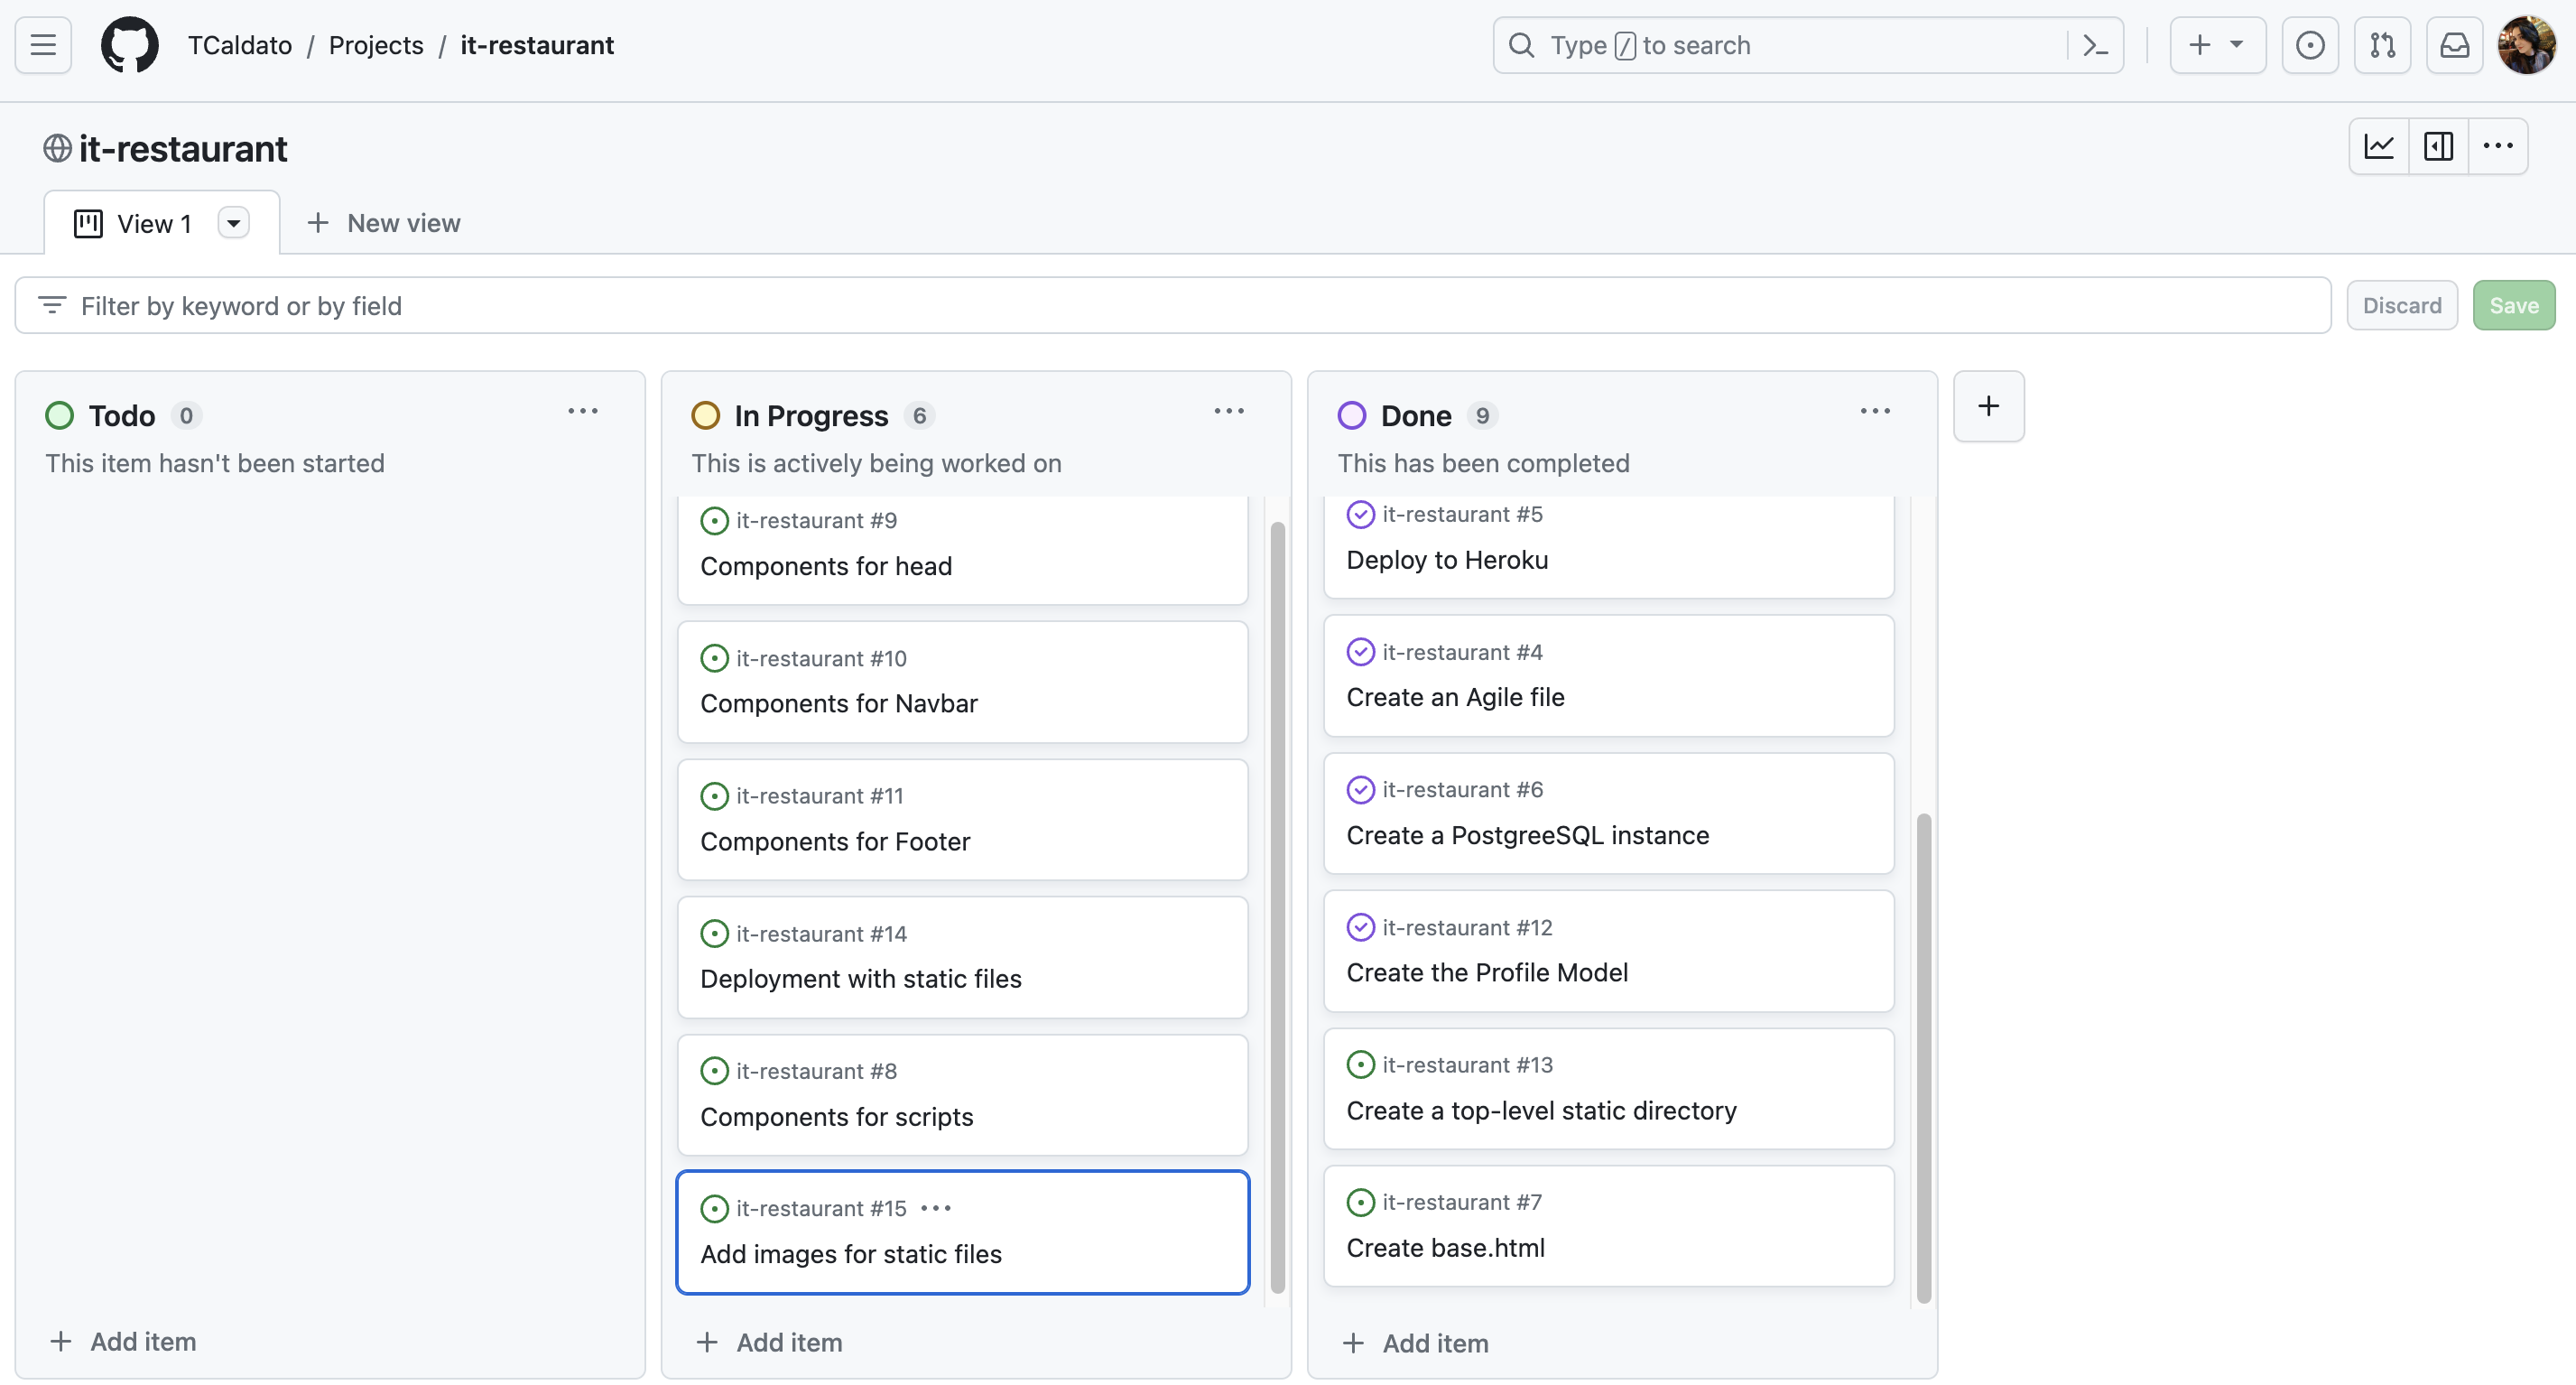 TCaldato / Projects / it-restaurant
Type / to search
it-restaurant
View 1
New view
Filter by keyword or by field
Discard
Save
Todo 0
This item hasn't been started
Add item
In Progress 6
This is actively being worked on
it-restaurant #9
Components for head
it-restaurant #10
Components for Navbar
it-restaurant #11
Components for Footer
it-restaurant #14
Deployment with static files
it-restaurant #8
Components for scripts
it-restaurant #15
Add images for static files
Add item
Done 9
This has been completed
it-restaurant #5
Deploy to Heroku
it-restaurant #4
Create an Agile file
it-restaurant #6
Create a PostgreeSQL instance
it-restaurant #12
Create the Profile Model
it-restaurant #13
Create a top-level static directory
it-restaurant #7
Create base.html
Add item